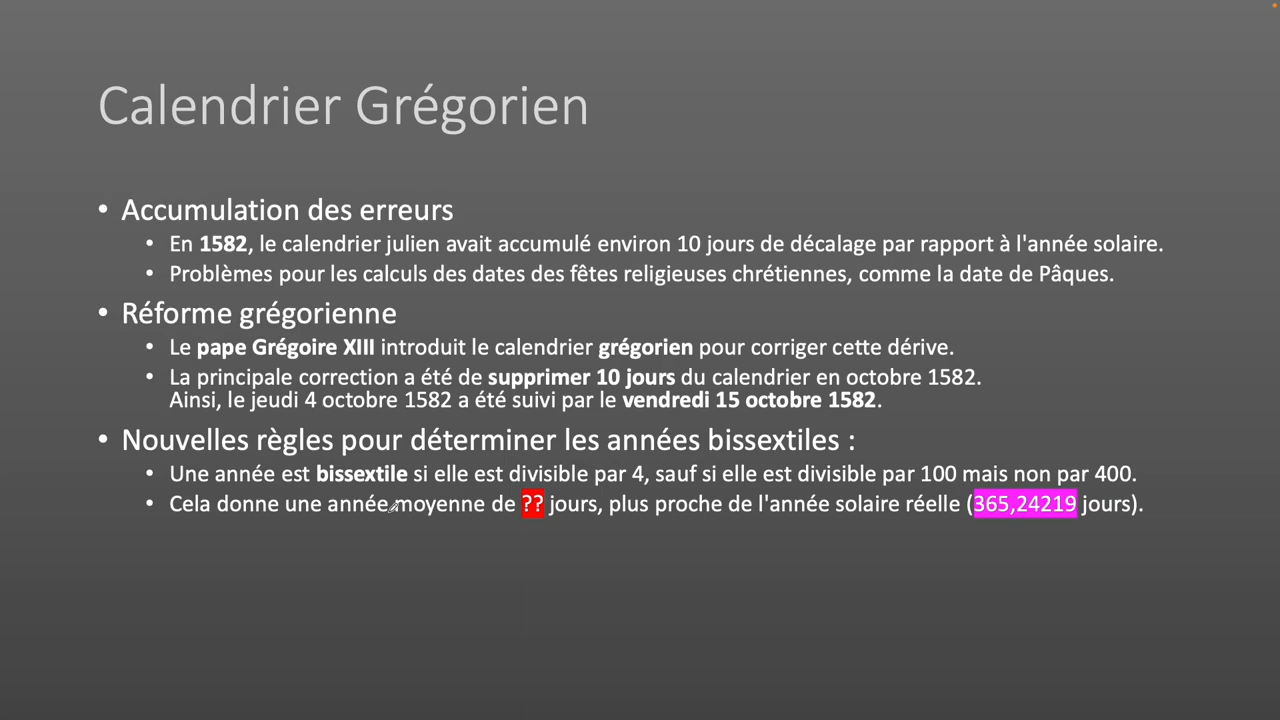 Calendrier Grégorien
• Accumulation des erreurs
• En 1582, le calendrier julien avait accumulé environ 10 jours de décalage par rapport à l'année solaire.
• Problèmes pour les calculs des dates des fêtes religieuses chrétiennes, comme la date de Pâques.
• Réforme grégorienne
• Le pape Grégoire XIII introduit le calendrier grégorien pour corriger cette dérive.
• La principale correction a été de supprimer 10 jours du calendrier en octobre 1582.
Ainsi, le jeudi 4 octobre 1582 a été suivi par le vendredi 15 octobre 1582.
• Nouvelles règles pour déterminer les années bissextiles :
• Une année est bissextile si elle est divisible par 4, sauf si elle est divisible par 100 mais non par 400.
• Cela donne une année moyenne de ?? jours, plus proche de l'année solaire réelle (365,24219 jours).